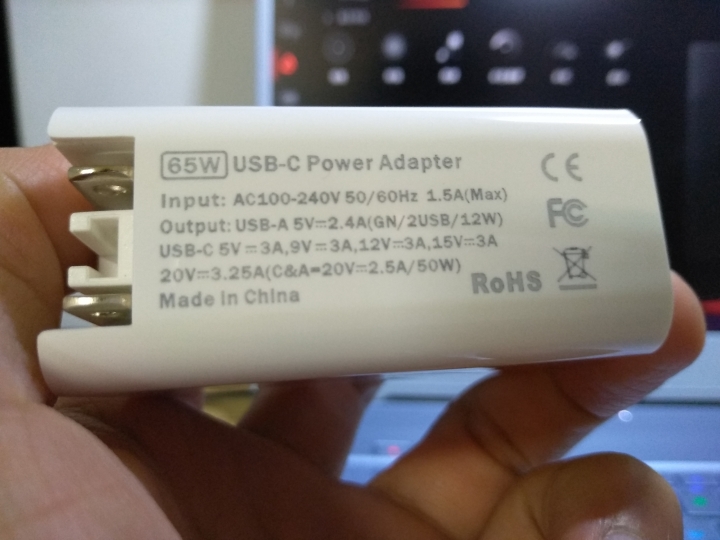 65W USB-C Power Adapter
Input: AC100-240V 50/60Hz 1.5A(Max)
Output: USB-A 5V⎓2.4A(GN/2USB/12W)
USB-C 5V⎓3A,9V⎓3A,12V⎓3A,15V⎓3A
20V⎓3.25A(C&A=20V⎓2.5A/50W)
Made in China
CE
FC
RoHS